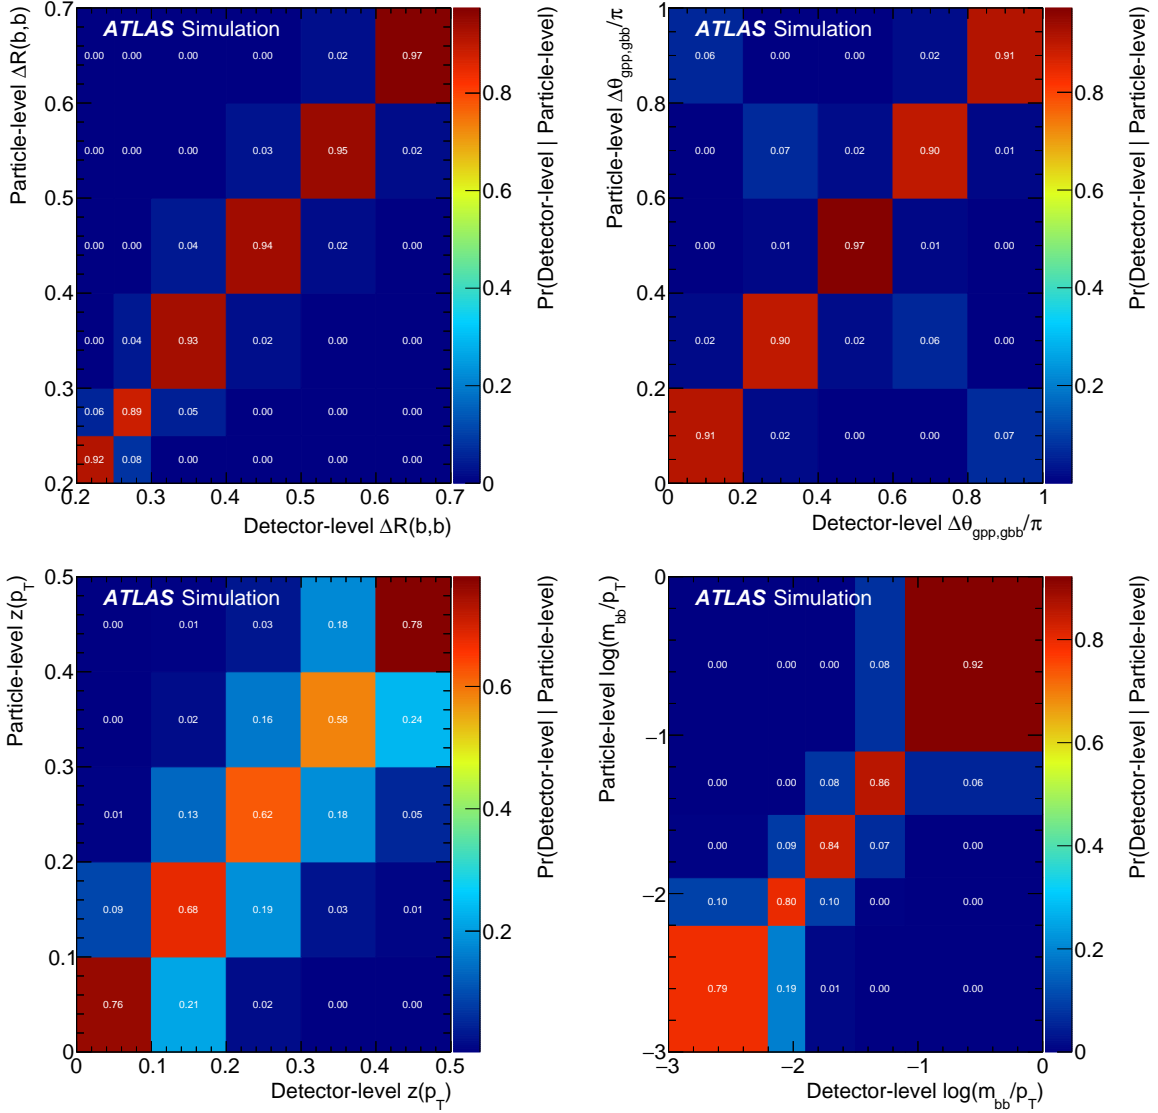 ATLAS Simulation
Particle-level ΔR(b,b)
0.7
0.6
0.5
0.4
0.3
0.2
0.00 0.00 0.00 0.00 0.02 0.97
0.00 0.00 0.00 0.03 0.95 0.02
0.00 0.00 0.04 0.94 0.02 0.00
0.00 0.04 0.93 0.02 0.00 0.00
0.06 0.89 0.05 0.00 0.00 0.00
0.92 0.08 0.00 0.00 0.00 0.00
0.2 0.3 0.4 0.5 0.6 0.7
Detector-level ΔR(b,b)
0.8
0.6
0.4
0.2
0
Pr(Detector-level | Particle-level)
ATLAS Simulation
Particle-level Δθgpp,gbb/π
1
0.8
0.6
0.4
0.2
0
0.06 0.00 0.00 0.02 0.91
0.00 0.07 0.02 0.90 0.01
0.00 0.01 0.97 0.01 0.00
0.02 0.90 0.02 0.06 0.00
0.91 0.02 0.00 0.00 0.07
0 0.2 0.4 0.6 0.8 1
Detector-level Δθgpp,gbb/π
0.8
0.6
0.4
0.2
0
Pr(Detector-level | Particle-level)
ATLAS Simulation
Particle-level z(pT)
0.5
0.4
0.3
0.2
0.1
0
0.00 0.01 0.03 0.18 0.78
0.00 0.02 0.16 0.58 0.24
0.01 0.13 0.62 0.18 0.05
0.09 0.68 0.19 0.03 0.01
0.76 0.21 0.02 0.00 0.00
0 0.1 0.2 0.3 0.4 0.5
Detector-level z(pT)
0.6
0.4
0.2
Pr(Detector-level | Particle-level)
ATLAS Simulation
Particle-level log(mbb/pT)
0
−1
−2
−3
0.00 0.00 0.00 0.08 0.92
0.00 0.00 0.08 0.86 0.06
0.00 0.09 0.84 0.07 0.00
0.10 0.80 0.10 0.00 0.00
0.79 0.19 0.01 0.00 0.00
−3 −2 −1 0
Detector-level log(mbb/pT)
0.8
0.6
0.4
0.2
0
Pr(Detector-level | Particle-level)